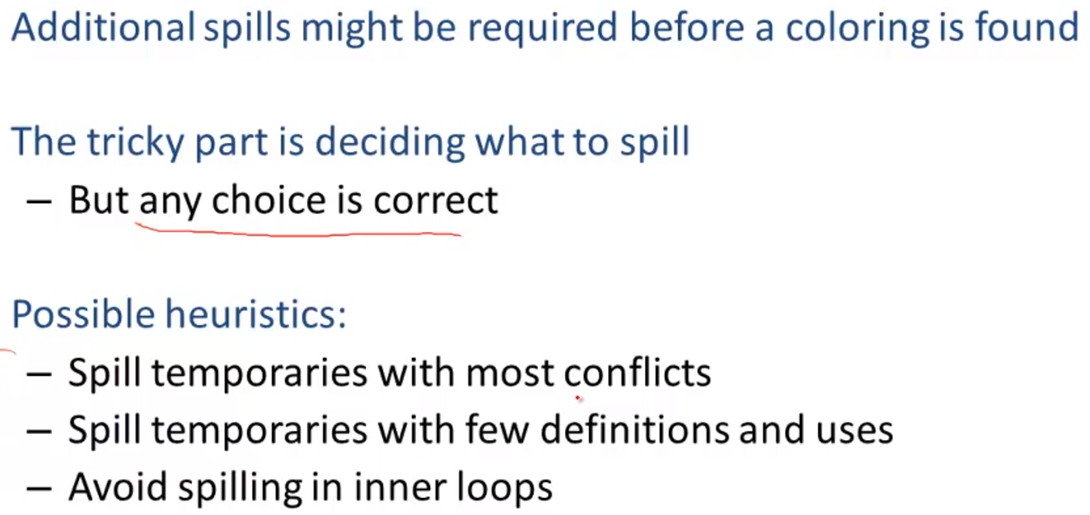 Additional spills might be required before a coloring is found
The tricky part is deciding what to spill
– But any choice is correct
Possible heuristics:
– Spill temporaries with most conflicts
– Spill temporaries with few definitions and uses
– Avoid spilling in inner loops